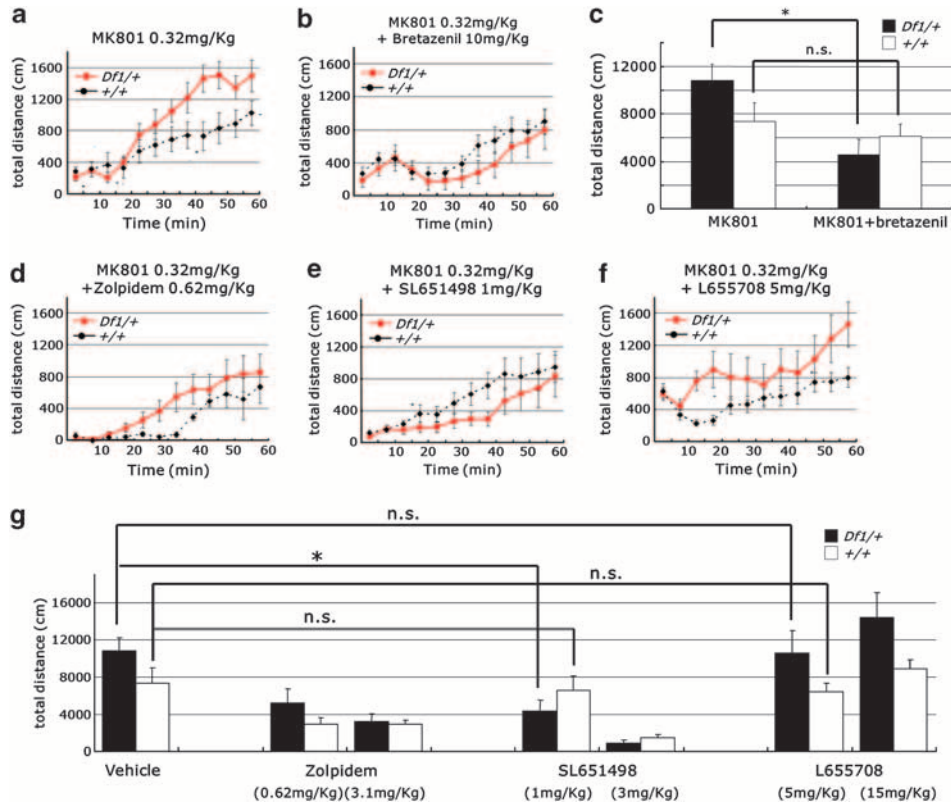 a
MK801 0.32mg/Kg
total distance (cm)
1600
1200
800
400
0
Df1/+
+/+
10 20 30 40 50 60
Time (min)
b
MK801 0.32mg/Kg
+ Bretazenil 10mg/Kg
total distance (cm)
1600
1200
800
400
0
Df1/+
+/+
10 20 30 40 50 60
Time (min)
c
*
n.s.
Df1/+
+/+
total distance (cm)
12000
8000
4000
0
MK801 MK801+bretazenil
d
MK801 0.32mg/Kg
+Zolpidem 0.62mg/Kg
total distance (cm)
1600
1200
800
400
0
Df1/+
+/+
10 20 30 40 50 60
Time (min)
e
MK801 0.32mg/Kg
+ SL651498 1mg/Kg
total distance (cm)
1600
1200
800
400
0
Df1/+
+/+
10 20 30 40 50 60
Time (min)
f
MK801 0.32mg/Kg
+ L655708 5mg/Kg
total distance (cm)
1600
1200
800
400
0
Df1/+
+/+
10 20 30 40 50 60
Time (min)
g
n.s.
*
n.s.
n.s.
Df1/+
+/+
total distance (cm)
16000
12000
8000
4000
0
Vehicle Zolpidem SL651498 L655708
(0.62mg/Kg)(3.1mg/Kg) (1mg/Kg) (3mg/Kg) (5mg/Kg) (15mg/Kg)